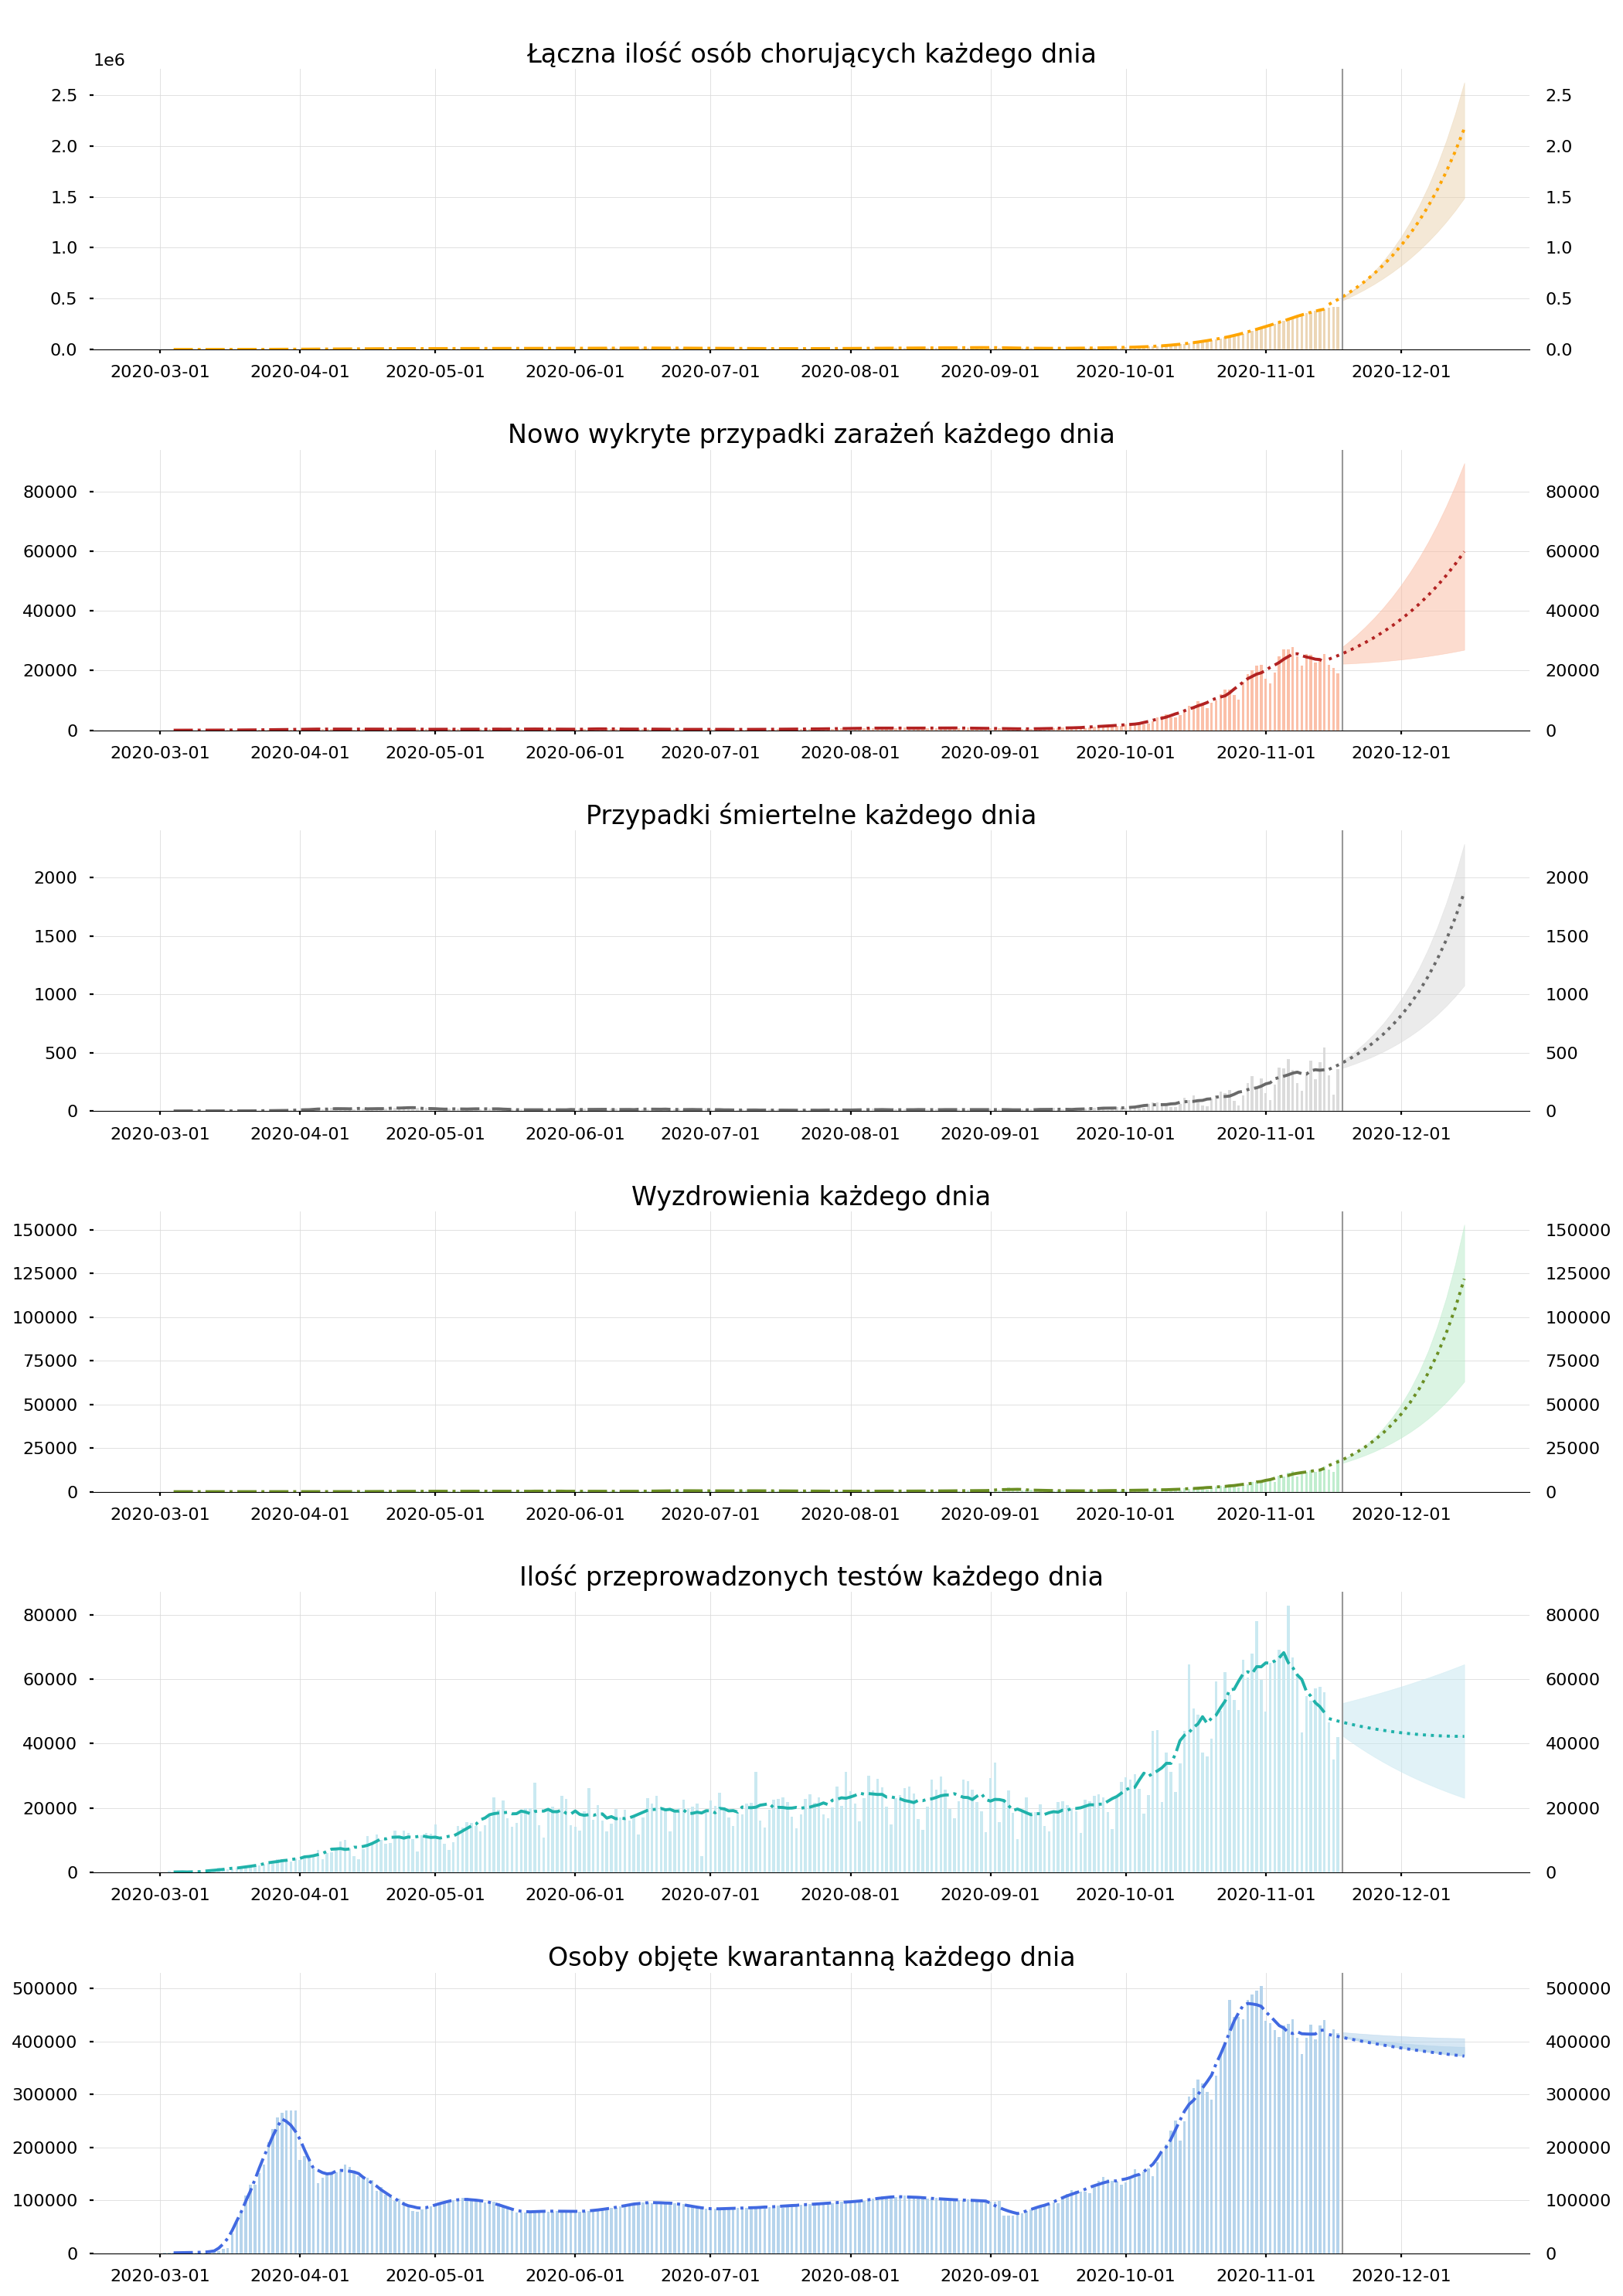 Łączna ilość osób chorujących każdego dnia
1e6
2.5 2.5
2.0 2.0
1.5 1.5
1.0 1.0
0.5 0.5
0.0 0.0
2020-03-01 2020-04-01 2020-05-01 2020-06-01 2020-07-01 2020-08-01 2020-09-01 2020-10-01 2020-11-01 2020-12-01
Nowo wykryte przypadki zarażeń każdego dnia
80000 80000
60000 60000
40000 40000
20000 20000
0 0
2020-03-01 2020-04-01 2020-05-01 2020-06-01 2020-07-01 2020-08-01 2020-09-01 2020-10-01 2020-11-01 2020-12-01
Przypadki śmiertelne każdego dnia
2000 2000
1500 1500
1000 1000
500 500
0 0
2020-03-01 2020-04-01 2020-05-01 2020-06-01 2020-07-01 2020-08-01 2020-09-01 2020-10-01 2020-11-01 2020-12-01
Wyzdrowienia każdego dnia
150000 150000
125000 125000
100000 100000
75000 75000
50000 50000
25000 25000
0 0
2020-03-01 2020-04-01 2020-05-01 2020-06-01 2020-07-01 2020-08-01 2020-09-01 2020-10-01 2020-11-01 2020-12-01
Ilość przeprowadzonych testów każdego dnia
80000 80000
60000 60000
40000 40000
20000 20000
0 0
2020-03-01 2020-04-01 2020-05-01 2020-06-01 2020-07-01 2020-08-01 2020-09-01 2020-10-01 2020-11-01 2020-12-01
Osoby objęte kwarantanną każdego dnia
500000 500000
400000 400000
300000 300000
200000 200000
100000 100000
0 0
2020-03-01 2020-04-01 2020-05-01 2020-06-01 2020-07-01 2020-08-01 2020-09-01 2020-10-01 2020-11-01 2020-12-01